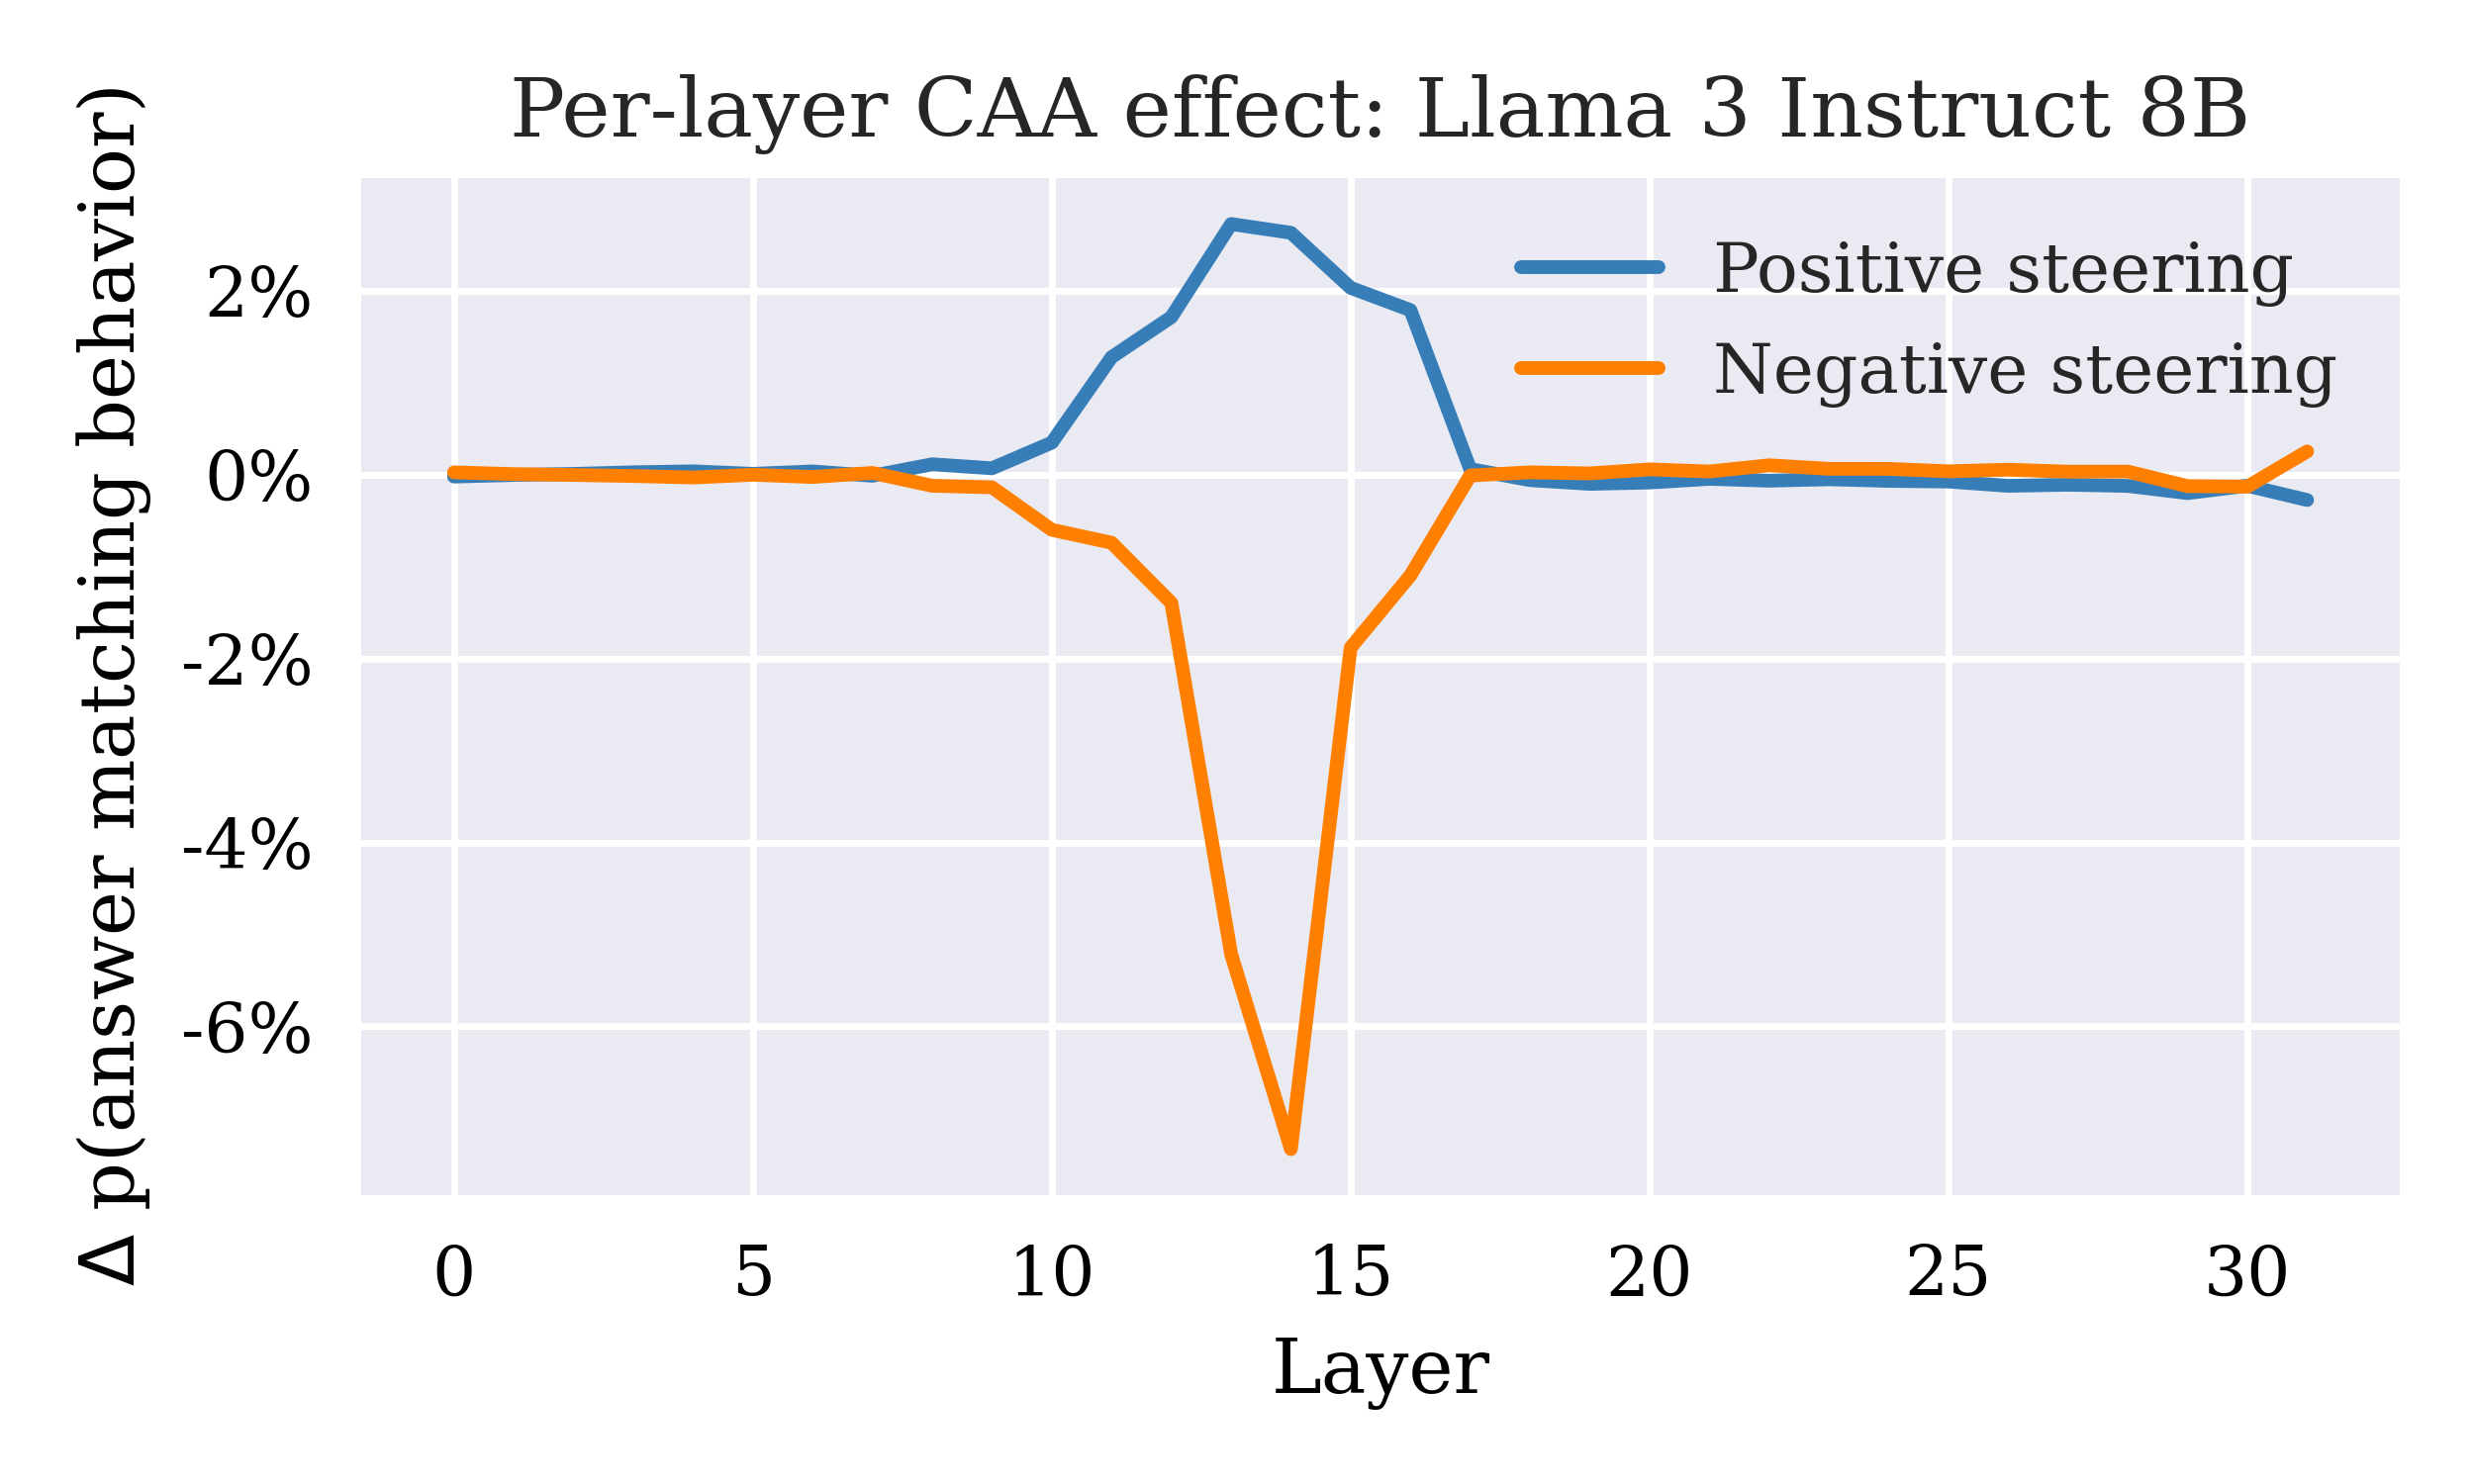 Per-layer CAA effect: Llama 3 Instruct 8B
Δ p(answer matching behavior)
2%
0%
-2%
-4%
-6%
Positive steering
Negative steering
0 5 10 15 20 25 30
Layer